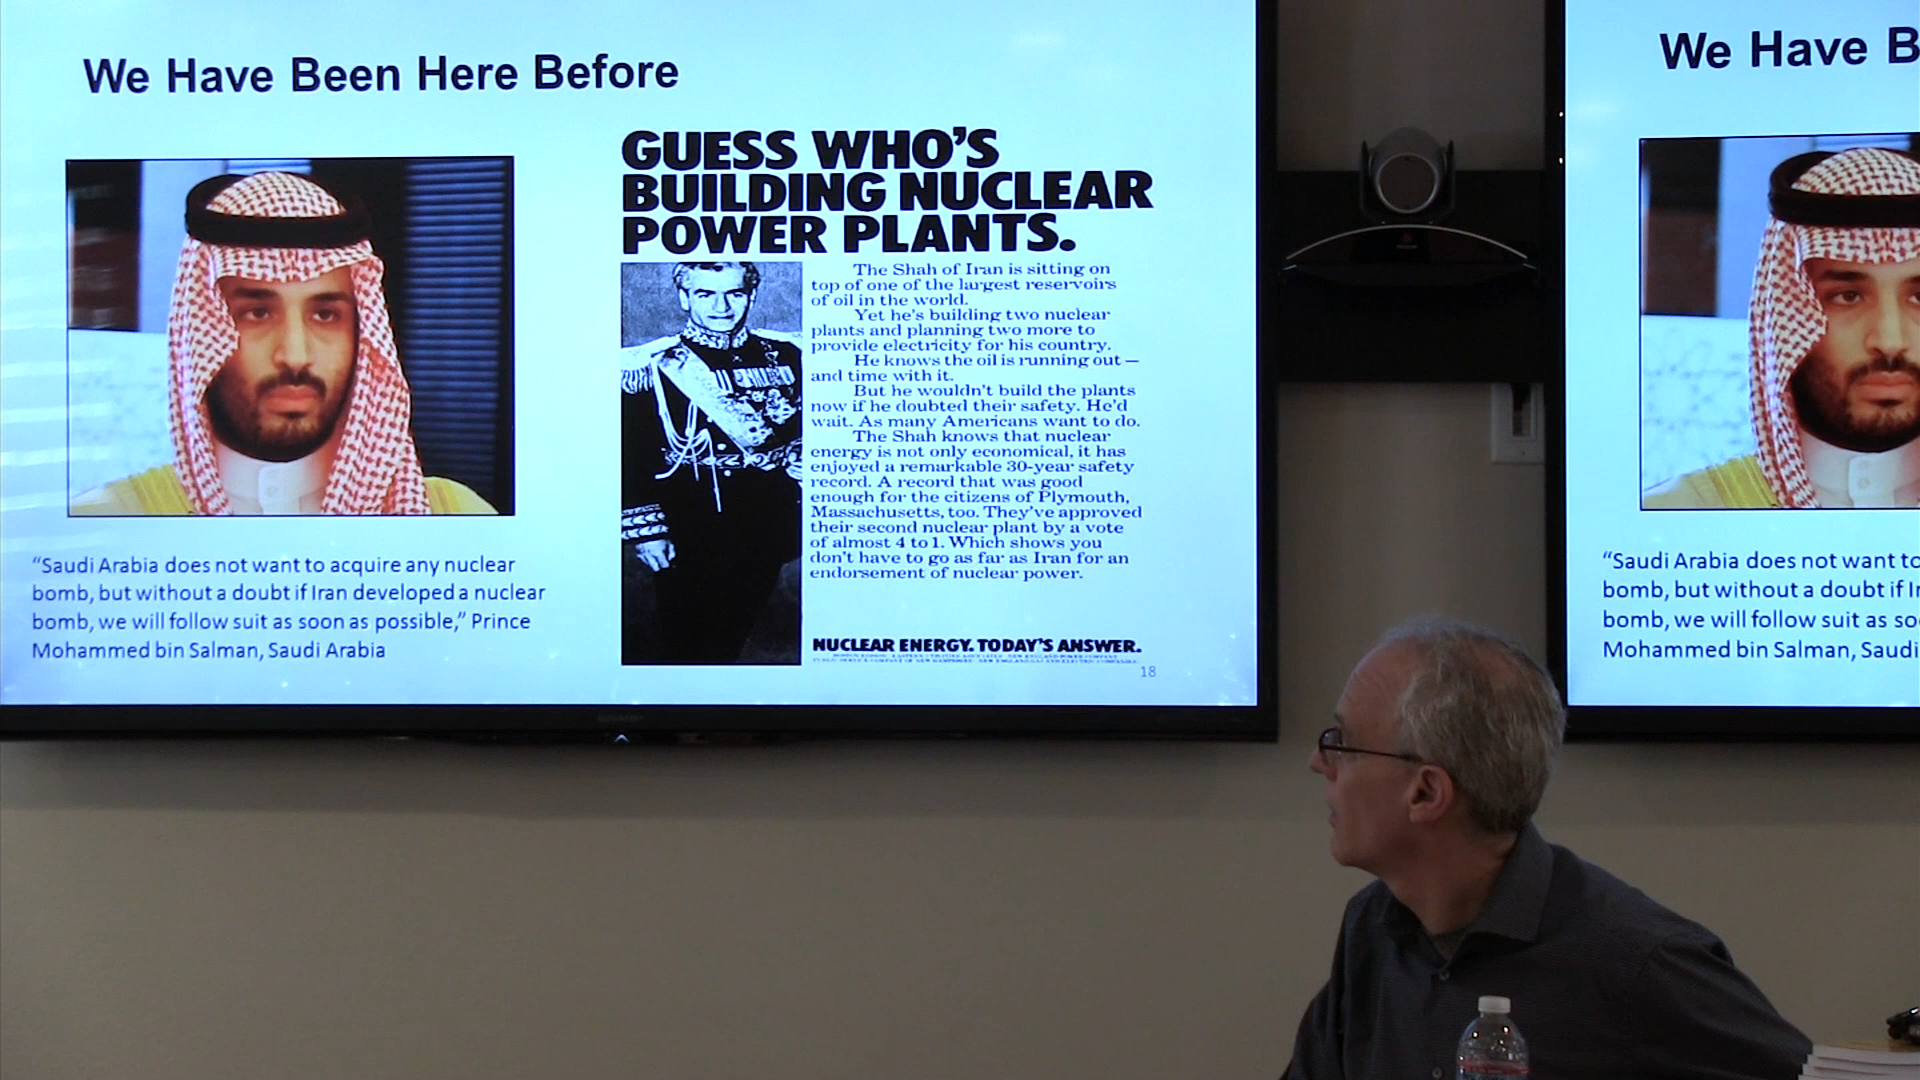 We Have Been Here Before
GUESS WHO'S
BUILDING NUCLEAR
POWER PLANTS.
The Shah of Iran is sitting on
top of one of the largest reservoirs
of oil in the world.
Yet he's building two nuclear
plants and planning two more to
provide electricity for his country.
He knows the oil is running out —
and time with it.
But he wouldn't build the plants
now if he doubted their safety. He'd
wait. As many Americans want to do.
The Shah knows that nuclear
energy is not only economical, it has
enjoyed a remarkable 30-year safety
record. A record that was good
enough for the citizens of Plymouth,
Massachusetts, too. They've approved
their second nuclear plant by a vote
of almost 4 to 1. Which shows you
don't have to go as far as Iran for an
endorsement of nuclear power.
NUCLEAR ENERGY. TODAY'S ANSWER.
18
“Saudi Arabia does not want to acquire any nuclear
bomb, but without a doubt if Iran developed a nuclear
bomb, we will follow suit as soon as possible,” Prince
Mohammed bin Salman, Saudi Arabia
We Have B
“Saudi Arabia does not want to
bomb, but without a doubt if Ir
bomb, we will follow suit as so
Mohammed bin Salman, Saudi